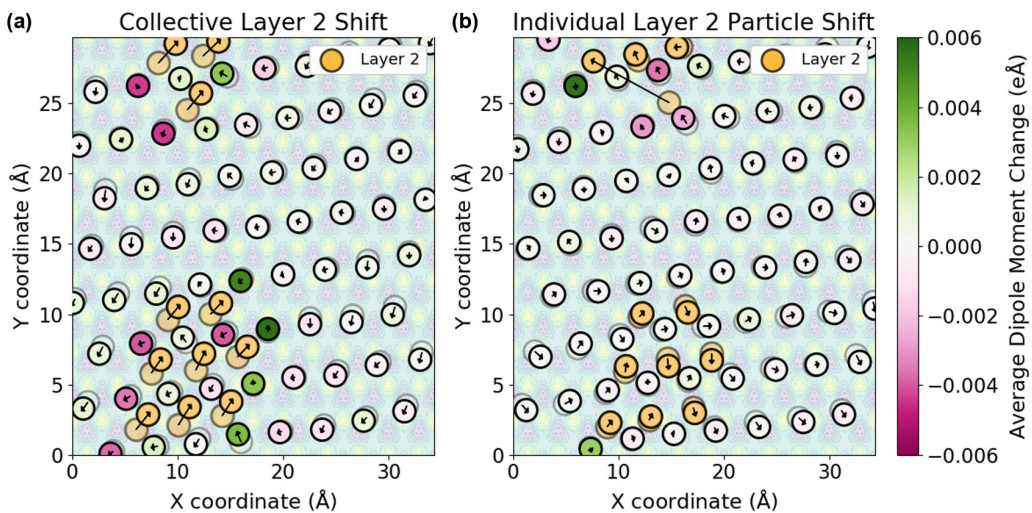 (a)
Collective Layer 2 Shift
Layer 2
Y coordinate (Å)
25
20
15
10
5
0
0
10
20
30
X coordinate (Å)
(b)
Individual Layer 2 Particle Shift
Layer 2
Y coordinate (Å)
25
20
15
10
5
0
0
10
20
30
X coordinate (Å)
0.006
0.004
0.002
0.000
−0.002
−0.004
−0.006
Average Dipole Moment Change (eÅ)